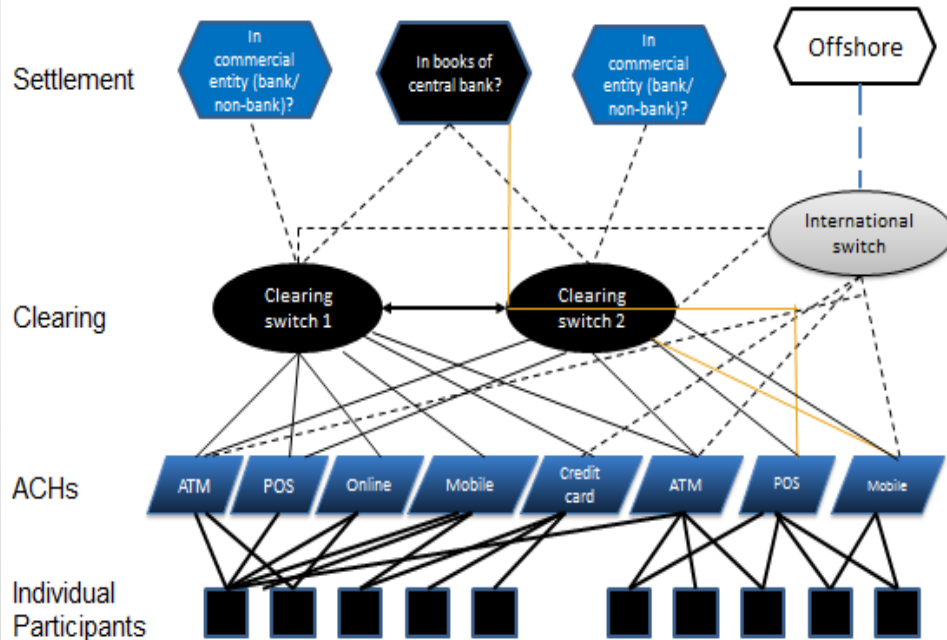 Settlement
In
commercial
entity (bank/
non-bank)?
In books of
central bank?
In
commercial
entity (bank/
non-bank)?
Offshore
International
switch
Clearing
Clearing
switch 1
Clearing
switch 2
ACHs
ATM
POS
Online
Mobile
Credit
card
ATM
POS
Mobile
Individual
Participants